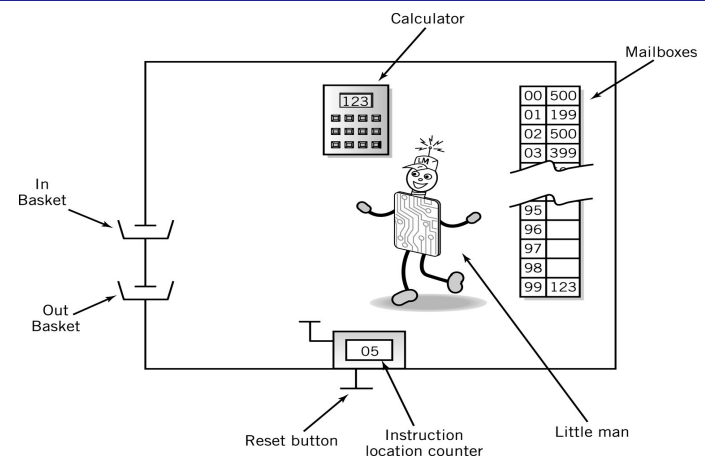 Calculator
Mailboxes
123
00 500
01 199
02 500
03 399
LM
In
Basket
95
96
97
98
99 123
Out
Basket
05
Reset button
Instruction
location counter
Little man